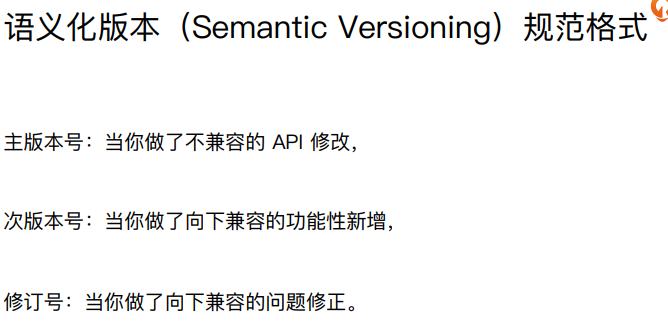 语义化版本（Semantic Versioning）规范格式
主版本号：当你做了不兼容的 API 修改，
次版本号：当你做了向下兼容的功能性新增，
修订号：当你做了向下兼容的问题修正。